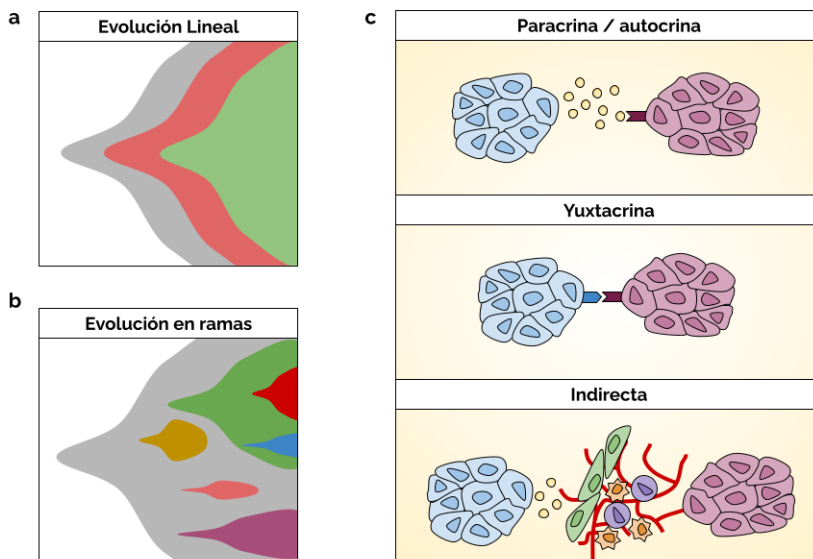 a
Evolución Lineal
b
Evolución en ramas
c
Paracrina / autocrina
Yuxtacrina
Indirecta